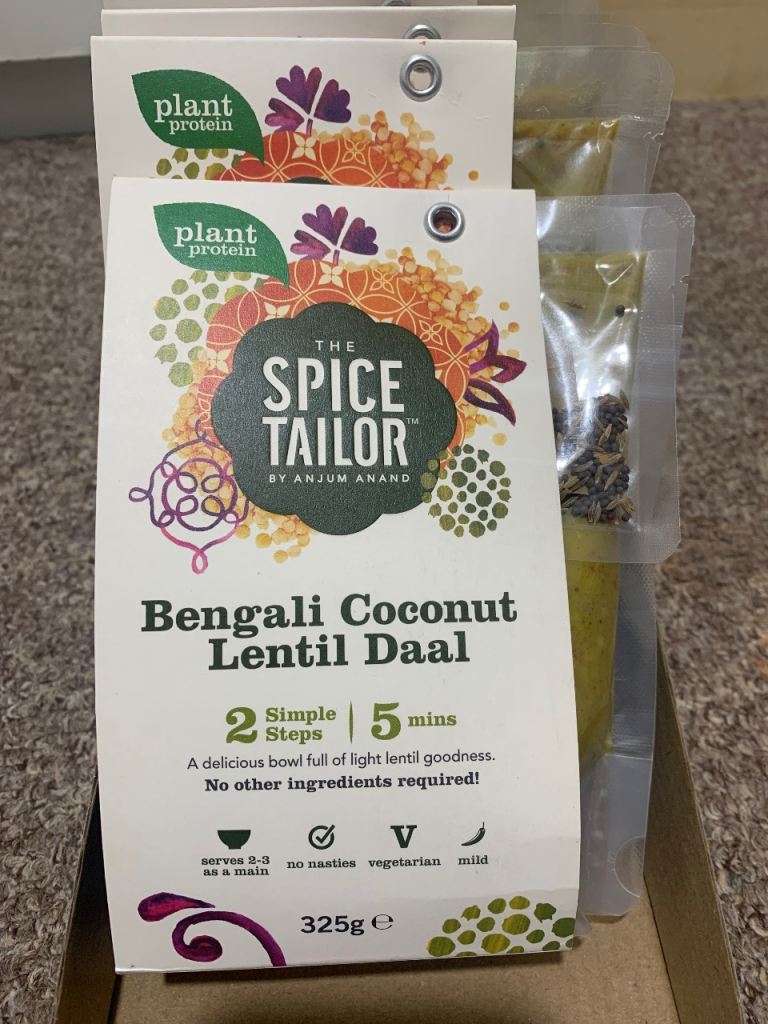 plant
protein
plant
protein
THE
SPICE
TAILOR™
BY ANJUM ANAND
Bengali Coconut
Lentil Daal
2 Simple Steps | 5 mins
A delicious bowl full of light lentil goodness.
No other ingredients required!
serves 2-3
as a main
no nasties
V
vegetarian
mild
325g ℮